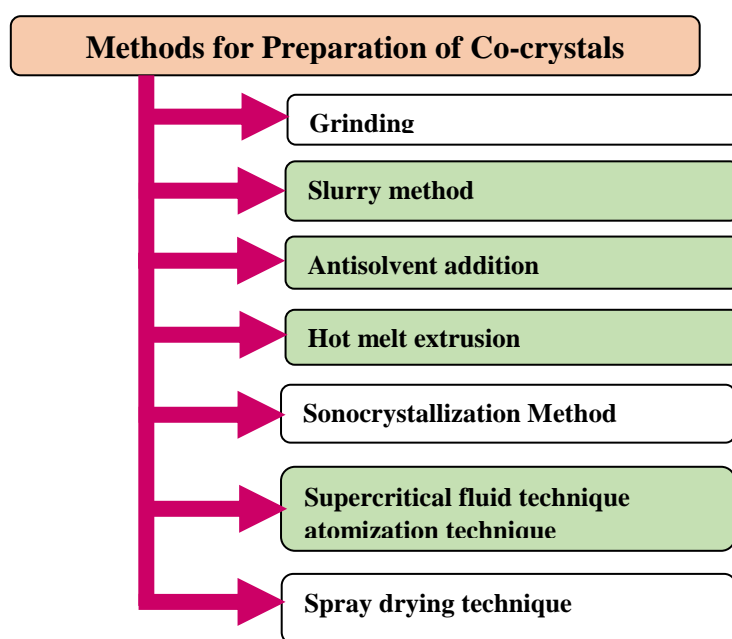 Methods for Preparation of Co-crystals
Grinding
Slurry method
Antisolvent addition
Hot melt extrusion
Sonocrystallization Method
Supercritical fluid technique
atomization technique
Spray drying technique